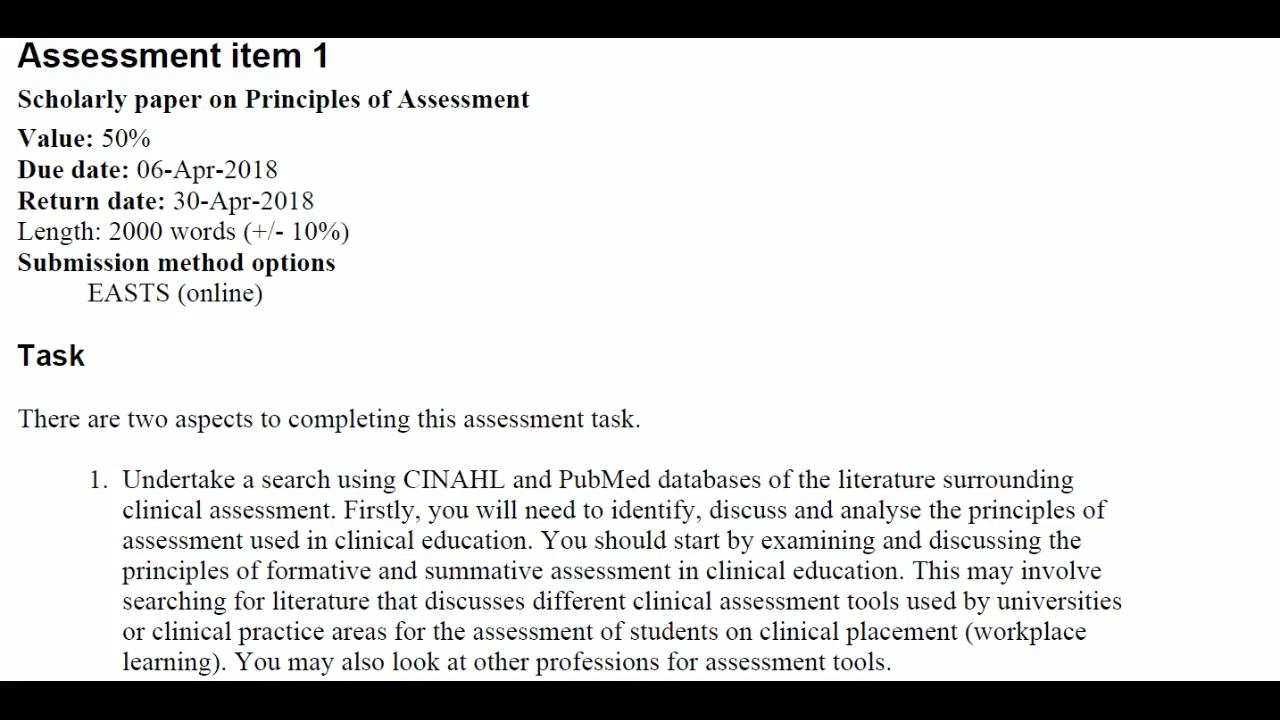 Assessment item 1
Scholarly paper on Principles of Assessment
Value: 50%
Due date: 06-Apr-2018
Return date: 30-Apr-2018
Length: 2000 words (+/- 10%)
Submission method options
EASTS (online)
Task
There are two aspects to completing this assessment task.
1. Undertake a search using CINAHL and PubMed databases of the literature surrounding
clinical assessment. Firstly, you will need to identify, discuss and analyse the principles of
assessment used in clinical education. You should start by examining and discussing the
principles of formative and summative assessment in clinical education. This may involve
searching for literature that discusses different clinical assessment tools used by universities
or clinical practice areas for the assessment of students on clinical placement (workplace
learning). You may also look at other professions for assessment tools.